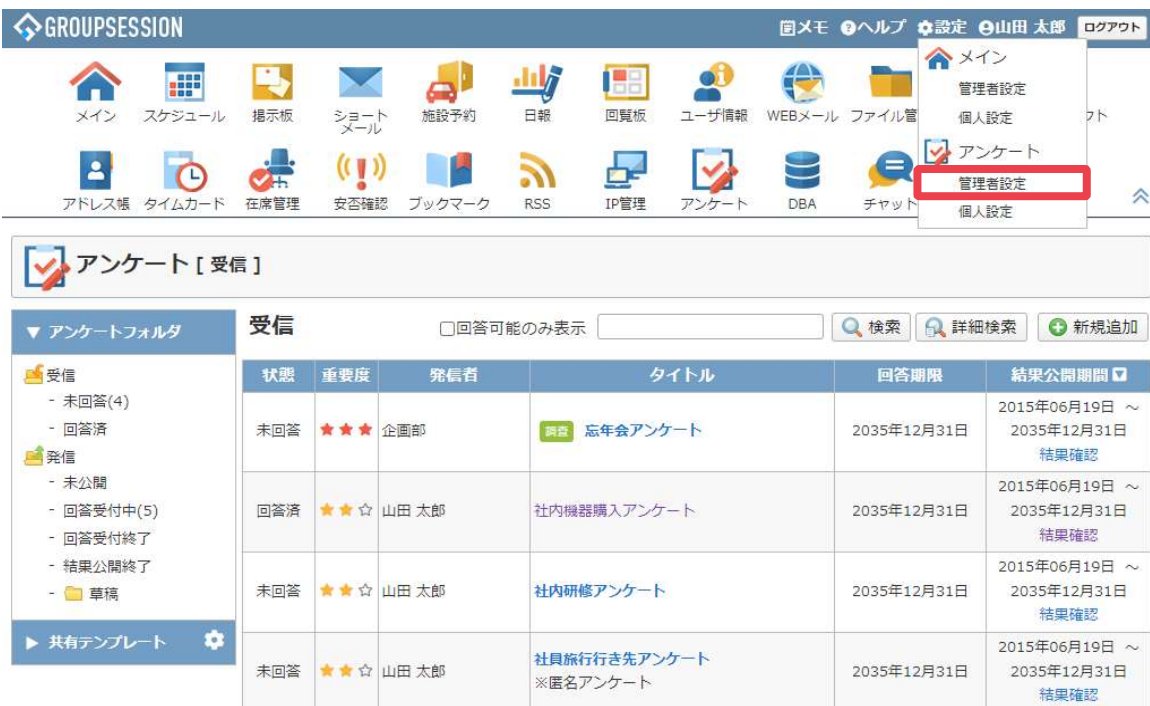 GROUPSESSION
メモ ヘルプ 設定 山田 太郎 ログアウト
メイン
管理者設定
個人設定
アンケート
管理者設定
個人設定
メイン スケジュール 掲示板 ショートメール 施設予約 日報 回覧板 ユーザ情報 WEBメール ファイル管
アドレス帳 タイムカード 在席管理 安否確認 ブックマーク RSS IP管理 アンケート DBA チャット
アンケート [ 受信 ]
▼ アンケートフォルダ
受信
- 未回答(4)
- 回答済
発信
- 未公開
- 回答受付中(5)
- 回答受付終了
- 結果公開終了
- 草稿
▶ 共有テンプレート
受信 回答可能のみ表示 検索 詳細検索 新規追加
状態 重要度 発信者 タイトル 回答期限 結果公開期間
未回答 ★★★ 企画部 調査 忘年会アンケート 2035年12月31日 2015年06月19日 ～
2035年12月31日
結果確認
回答済 ★★☆ 山田 太郎 社内機器購入アンケート 2035年12月31日 2015年06月19日 ～
2035年12月31日
結果確認
未回答 ★★☆ 山田 太郎 社内研修アンケート 2035年12月31日 2015年06月19日 ～
2035年12月31日
結果確認
未回答 ★★☆ 山田 太郎 社員旅行行き先アンケート 2035年12月31日 2015年06月19日 ～
※匿名アンケート 2035年12月31日
結果確認